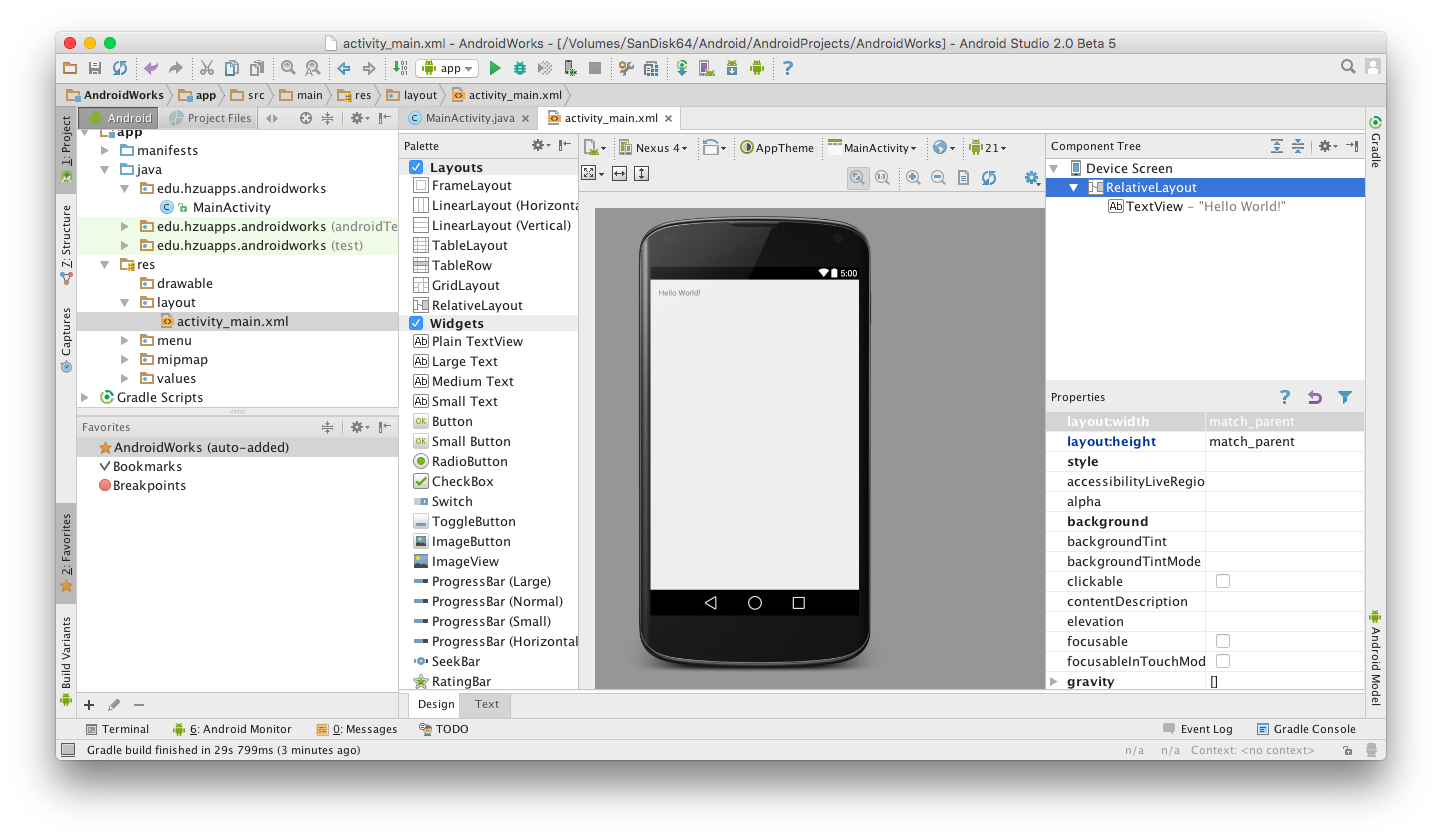 activity_main.xml - AndroidWorks - [/Volumes/SanDisk64/Android/AndroidProjects/AndroidWorks] - Android Studio 2.0 Beta 5
app
AndroidWorks app src main res layout activity_main.xml
1: Project
Z: Structure
Captures
2: Favorites
Build Variants
Android Project Files
app
manifests
java
edu.hzuapps.androidworks
MainActivity
edu.hzuapps.androidworks (androidTe
edu.hzuapps.androidworks (test)
res
drawable
layout
activity_main.xml
menu
mipmap
values
Gradle Scripts
Favorites
AndroidWorks (auto-added)
Bookmarks
Breakpoints
MainActivity.java activity_main.xml
Palette
Layouts
FrameLayout
LinearLayout (Horizonta
LinearLayout (Vertical)
TableLayout
TableRow
GridLayout
RelativeLayout
Widgets
Plain TextView
Large Text
Medium Text
Small Text
Button
Small Button
RadioButton
CheckBox
Switch
ToggleButton
ImageButton
ImageView
ProgressBar (Large)
ProgressBar (Normal)
ProgressBar (Small)
ProgressBar (Horizontal
SeekBar
RatingBar
Nexus 4 AppTheme MainActivity 21
5:00
Hello World!
Design Text
Component Tree
Device Screen
RelativeLayout
Ab TextView – "Hello World!"
Properties
layout:width match_parent
layout:height match_parent
style
accessibilityLiveRegio
alpha
background
backgroundTint
backgroundTintMode
clickable
contentDescription
elevation
focusable
focusableInTouchMod
gravity []
Gradle
Android Model
Terminal 6: Android Monitor 0: Messages TODO Event Log Gradle Console
Gradle build finished in 29s 799ms (3 minutes ago) n/a n/a Context: <no context>